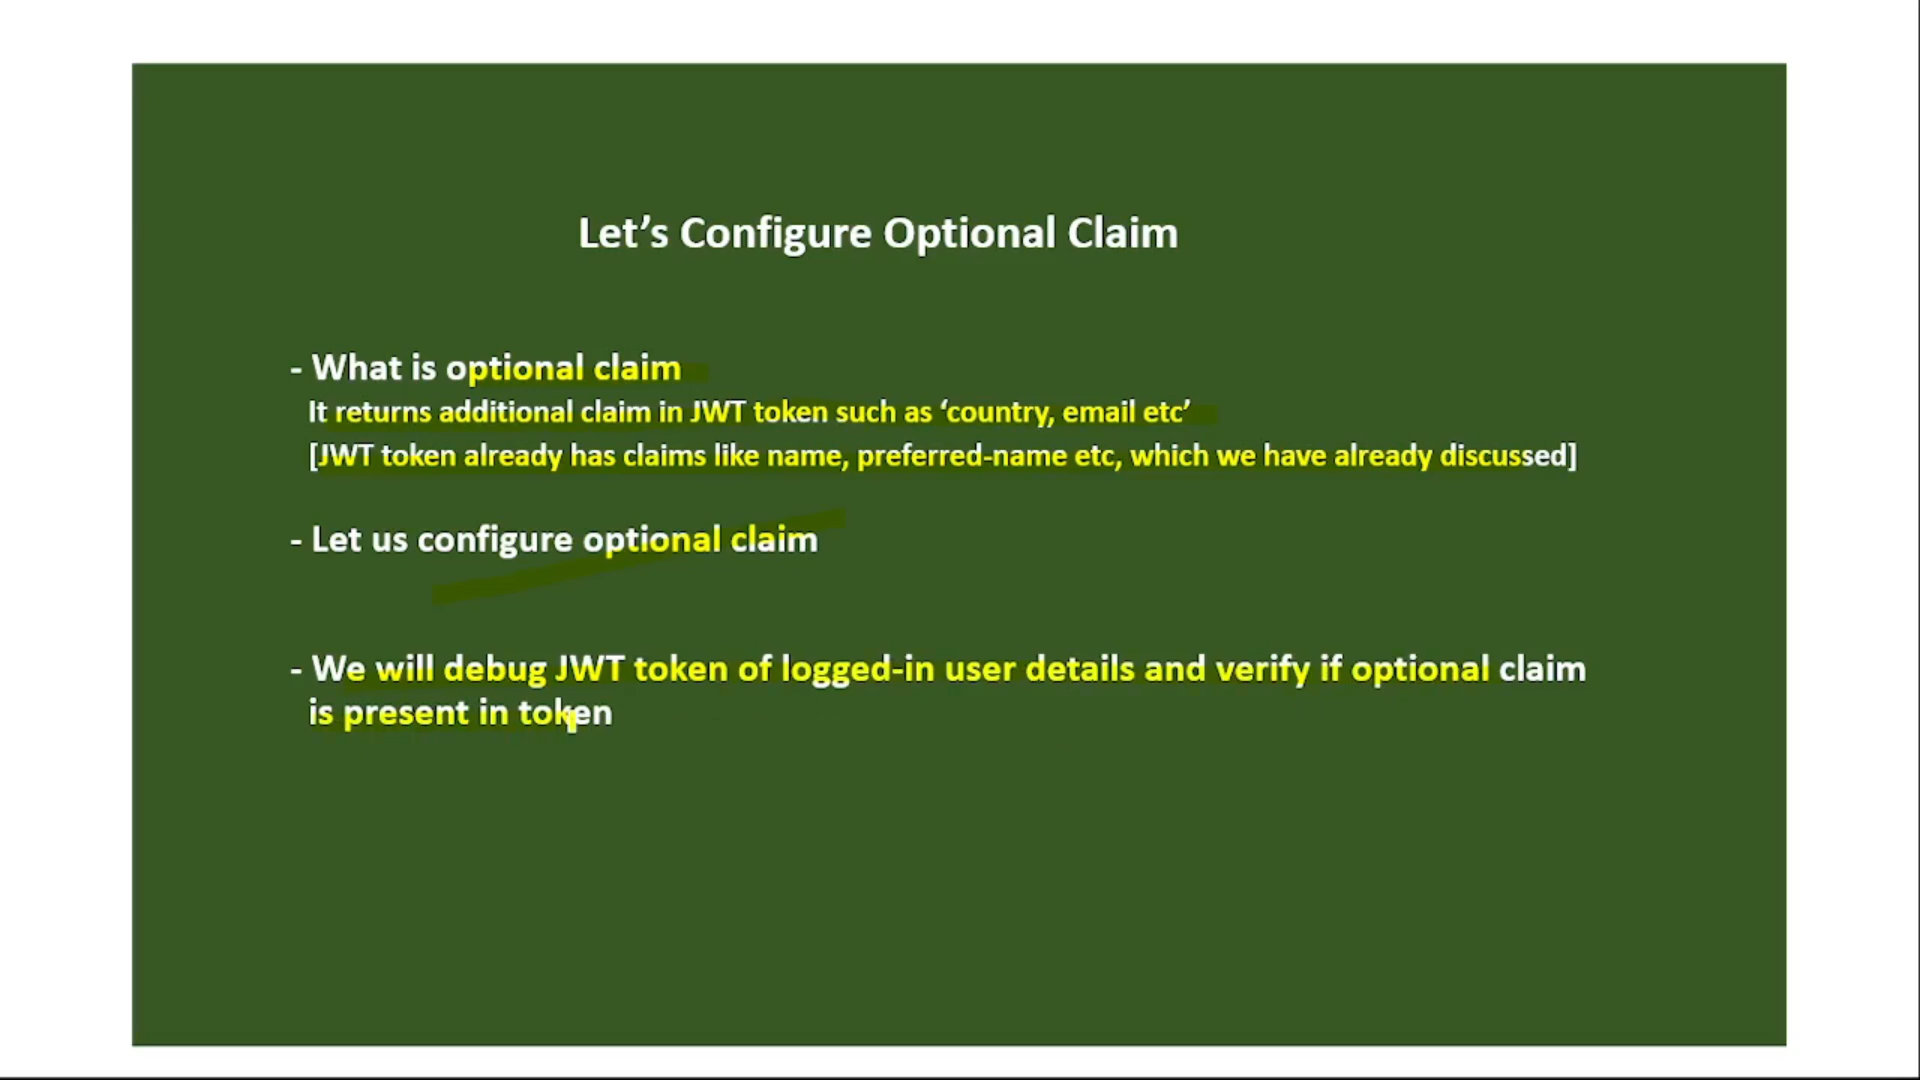 Let’s Configure Optional Claim
- What is optional claim
It returns additional claim in JWT token such as ‘country, email etc’
[JWT token already has claims like name, preferred-name etc, which we have already discussed]
- Let us configure optional claim
- We will debug JWT token of logged-in user details and verify if optional claim
is present in token